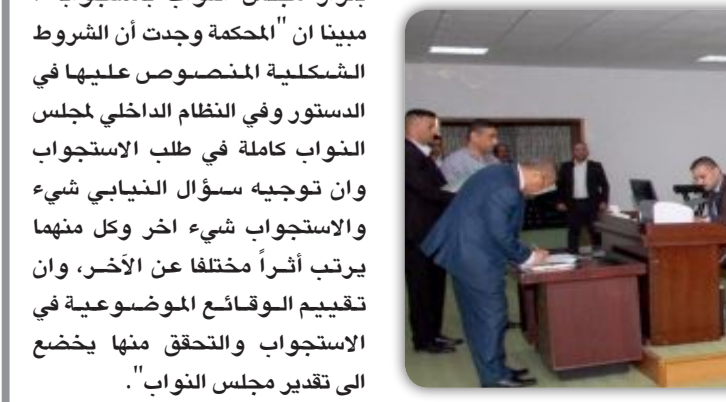 مبينا ان "المحكمة وجدت أن الشروط
الشكلية المنصوص عليها في
الدستور وفي النظام الداخلي لمجلس
النواب كاملة في طلب الاستجواب
وان توجيه سؤال النيابي شيء
والاستجواب شيء اخر وكل منهما
يرتب أثراً مختلفا عن الآخر، وان
تقييم الوقائع الموضوعية في
الاستجواب والتحقق منها يخضع
الى تقدير مجلس النواب".